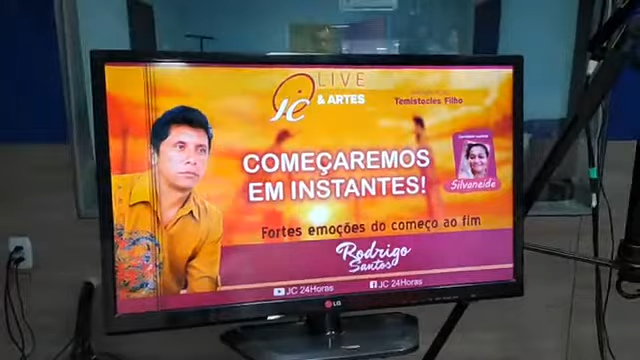 JC LIVE
& ARTES
Temistocles Filho
COMEÇAREMOS
EM INSTANTES!
Silvaneide
Fortes emoções do começo ao fim
Rodrigo
Santos
JC 24Horas
JC 24Horas
LG